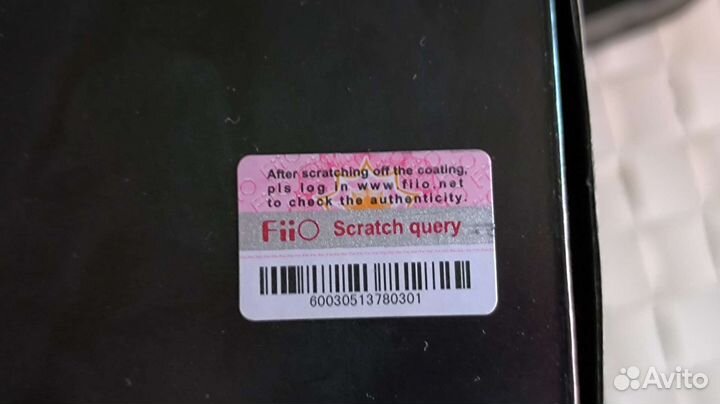 After scratching off the coating,
pls log in www fiio.net
to check the authenticity.
FiiO Scratch query
60030513780301
Avito